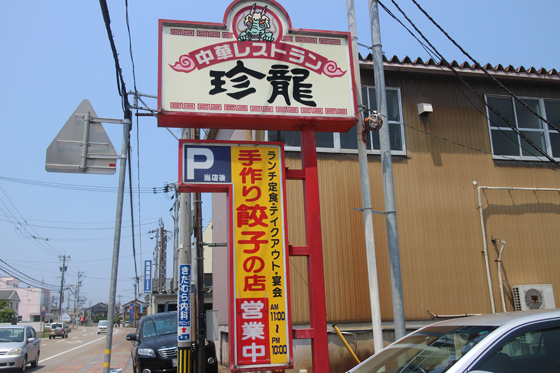 中華レストラン
珍龍
P
当店後
手作り餃子の店
営業中
ランチ定食・テイクアウト・宴会
AM
11:00
PM
10:00
きたむら内科